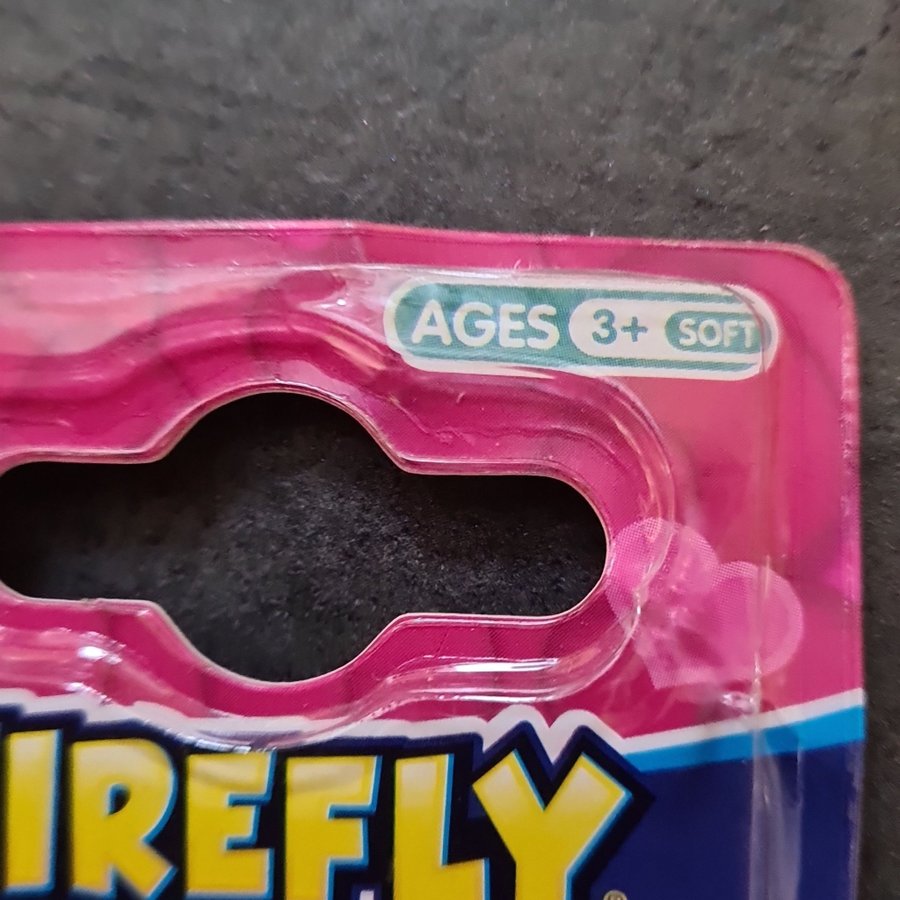 AGES 3+ SOFT
IREFLY